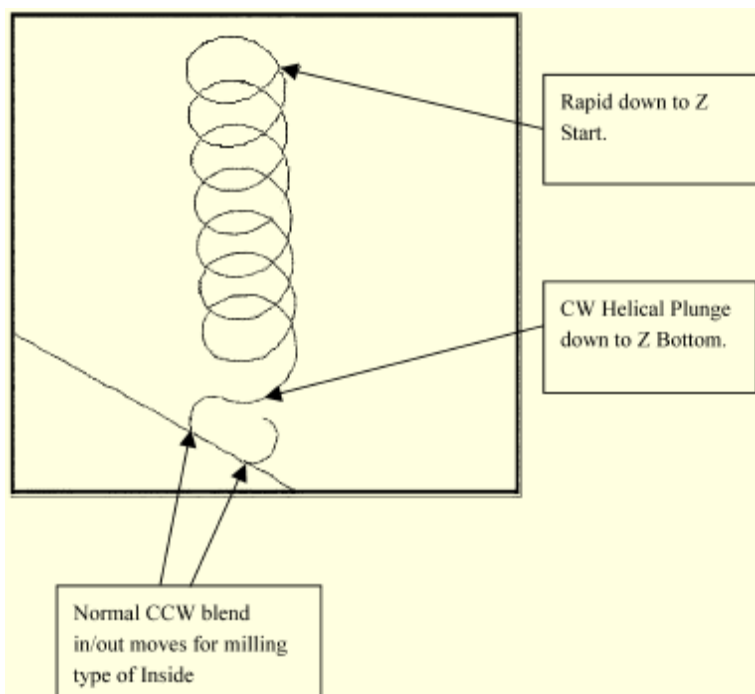 Rapid down to Z
Start.
CW Helical Plunge
down to Z Bottom.
Normal CCW blend
in/out moves for milling
type of Inside